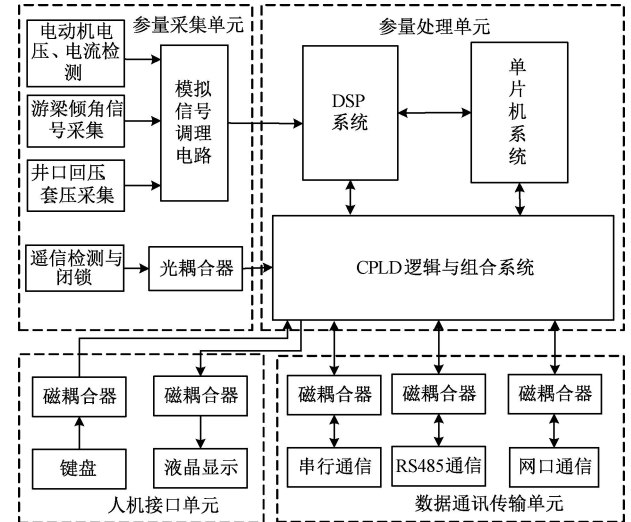 参量采集单元
电动机电
压、电流检
测
游梁倾角信
号采集
井口回压、
套压采集
模拟
信号
调理
电路
遥信检测与
闭锁
光耦合器
参量处理单元
DSP
系统
单
片
机
系
统
CPLD逻辑与组合系统
磁耦合器
磁耦合器
键盘
液晶显示
人机接口单元
磁耦合器
磁耦合器
磁耦合器
串行通信
RS485通信
网口通信
数据通讯传输单元